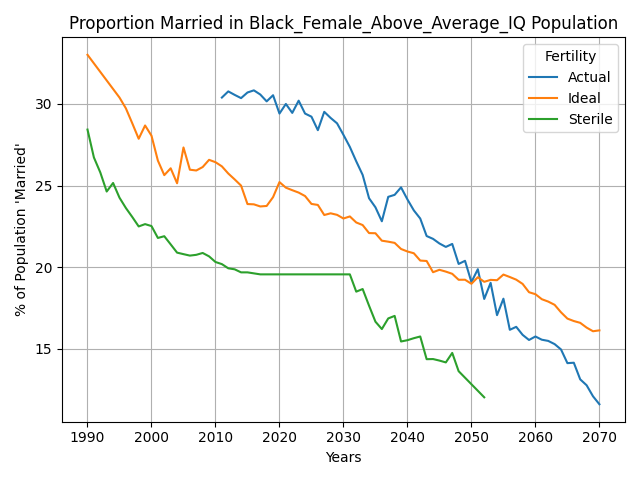 Proportion Married in Black_Female_Above_Average_IQ Population
% of Population 'Married'
30
25
20
15
Fertility
Actual
Ideal
Sterile
1990 2000 2010 2020 2030 2040 2050 2060 2070
Years